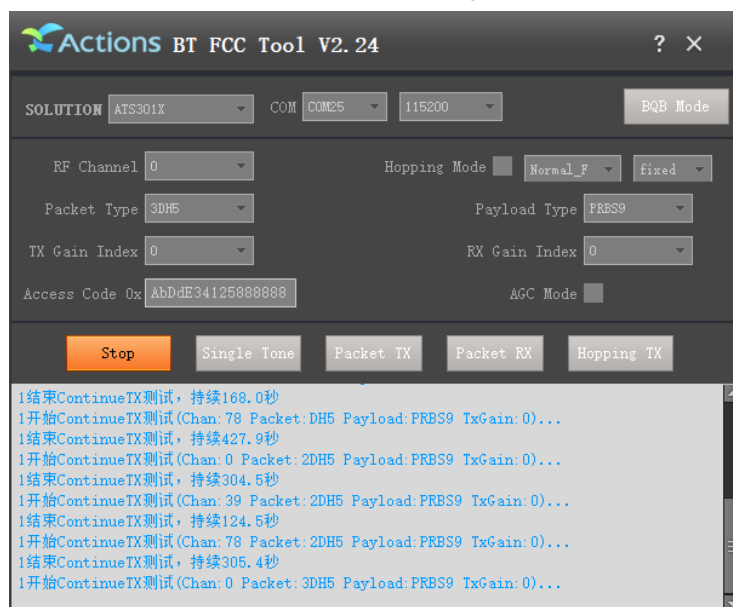 Actions BT FCC Tool V2.24 ? ×
SOLUTION ATS301X COM COM25 115200 BQB Mode
RF Channel 0 Hopping Mode Normal_F fixed
Packet Type 3DH5 Payload Type PRBS9
TX Gain Index 0 RX Gain Index 0
Access Code 0x AbDdE34125888888 AGC Mode
Stop Single Tone Packet TX Packet RX Hopping TX
1结束ContinueTX测试，持续168.0秒
1开始ContinueTX测试(Chan:78 Packet:DH5 Payload:PRBS9 TxGain:0)...
1结束ContinueTX测试，持续427.9秒
1开始ContinueTX测试(Chan:0 Packet:2DH5 Payload:PRBS9 TxGain:0)...
1结束ContinueTX测试，持续304.5秒
1开始ContinueTX测试(Chan:39 Packet:2DH5 Payload:PRBS9 TxGain:0)...
1结束ContinueTX测试，持续124.5秒
1开始ContinueTX测试(Chan:78 Packet:2DH5 Payload:PRBS9 TxGain:0)...
1结束ContinueTX测试，持续305.4秒
1开始ContinueTX测试(Chan:0 Packet:3DH5 Payload:PRBS9 TxGain:0)...